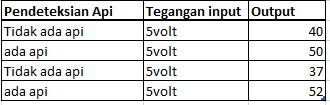 Pendeteksian Api Tegangan input Output
Tidak ada api 5volt 40
ada api 5volt 50
Tidak ada api 5volt 37
ada api 5volt 52